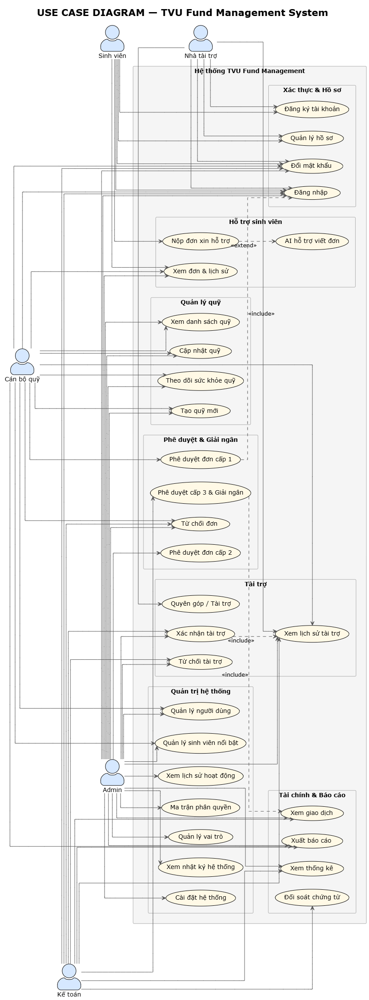 USE CASE DIAGRAM — TVU Fund Management System
Sinh viên
Nhà tài trợ
Hệ thống TVU Fund Management
Xác thực & Hồ sơ
Đăng ký tài khoản
Quản lý hồ sơ
Đổi mật khẩu
Đăng nhập
Hỗ trợ sinh viên
Nộp đơn xin hỗ trợ
«extend»
AI hỗ trợ viết đơn
Xem đơn & lịch sử
Quản lý quỹ
Xem danh sách quỹ
«include»
Cập nhật quỹ
Cán bộ quỹ
Theo dõi sức khỏe quỹ
Tạo quỹ mới
Phê duyệt & Giải ngân
Phê duyệt đơn cấp 1
Phê duyệt cấp 3 & Giải ngân
Từ chối đơn
Phê duyệt đơn cấp 2
Tài trợ
Quyên góp / Tài trợ
Xác nhận tài trợ
«include»
Xem lịch sử tài trợ
Từ chối tài trợ
«include»
Quản trị hệ thống
Quản lý người dùng
Quản lý sinh viên nổi bật
Xem lịch sử hoạt động
Admin
Tài chính & Báo cáo
Ma trận phân quyền
Xem giao dịch
Quản lý vai trò
Xuất báo cáo
Xem nhật ký hệ thống
Xem thống kê
Cài đặt hệ thống
Đối soát chứng từ
Kế toán